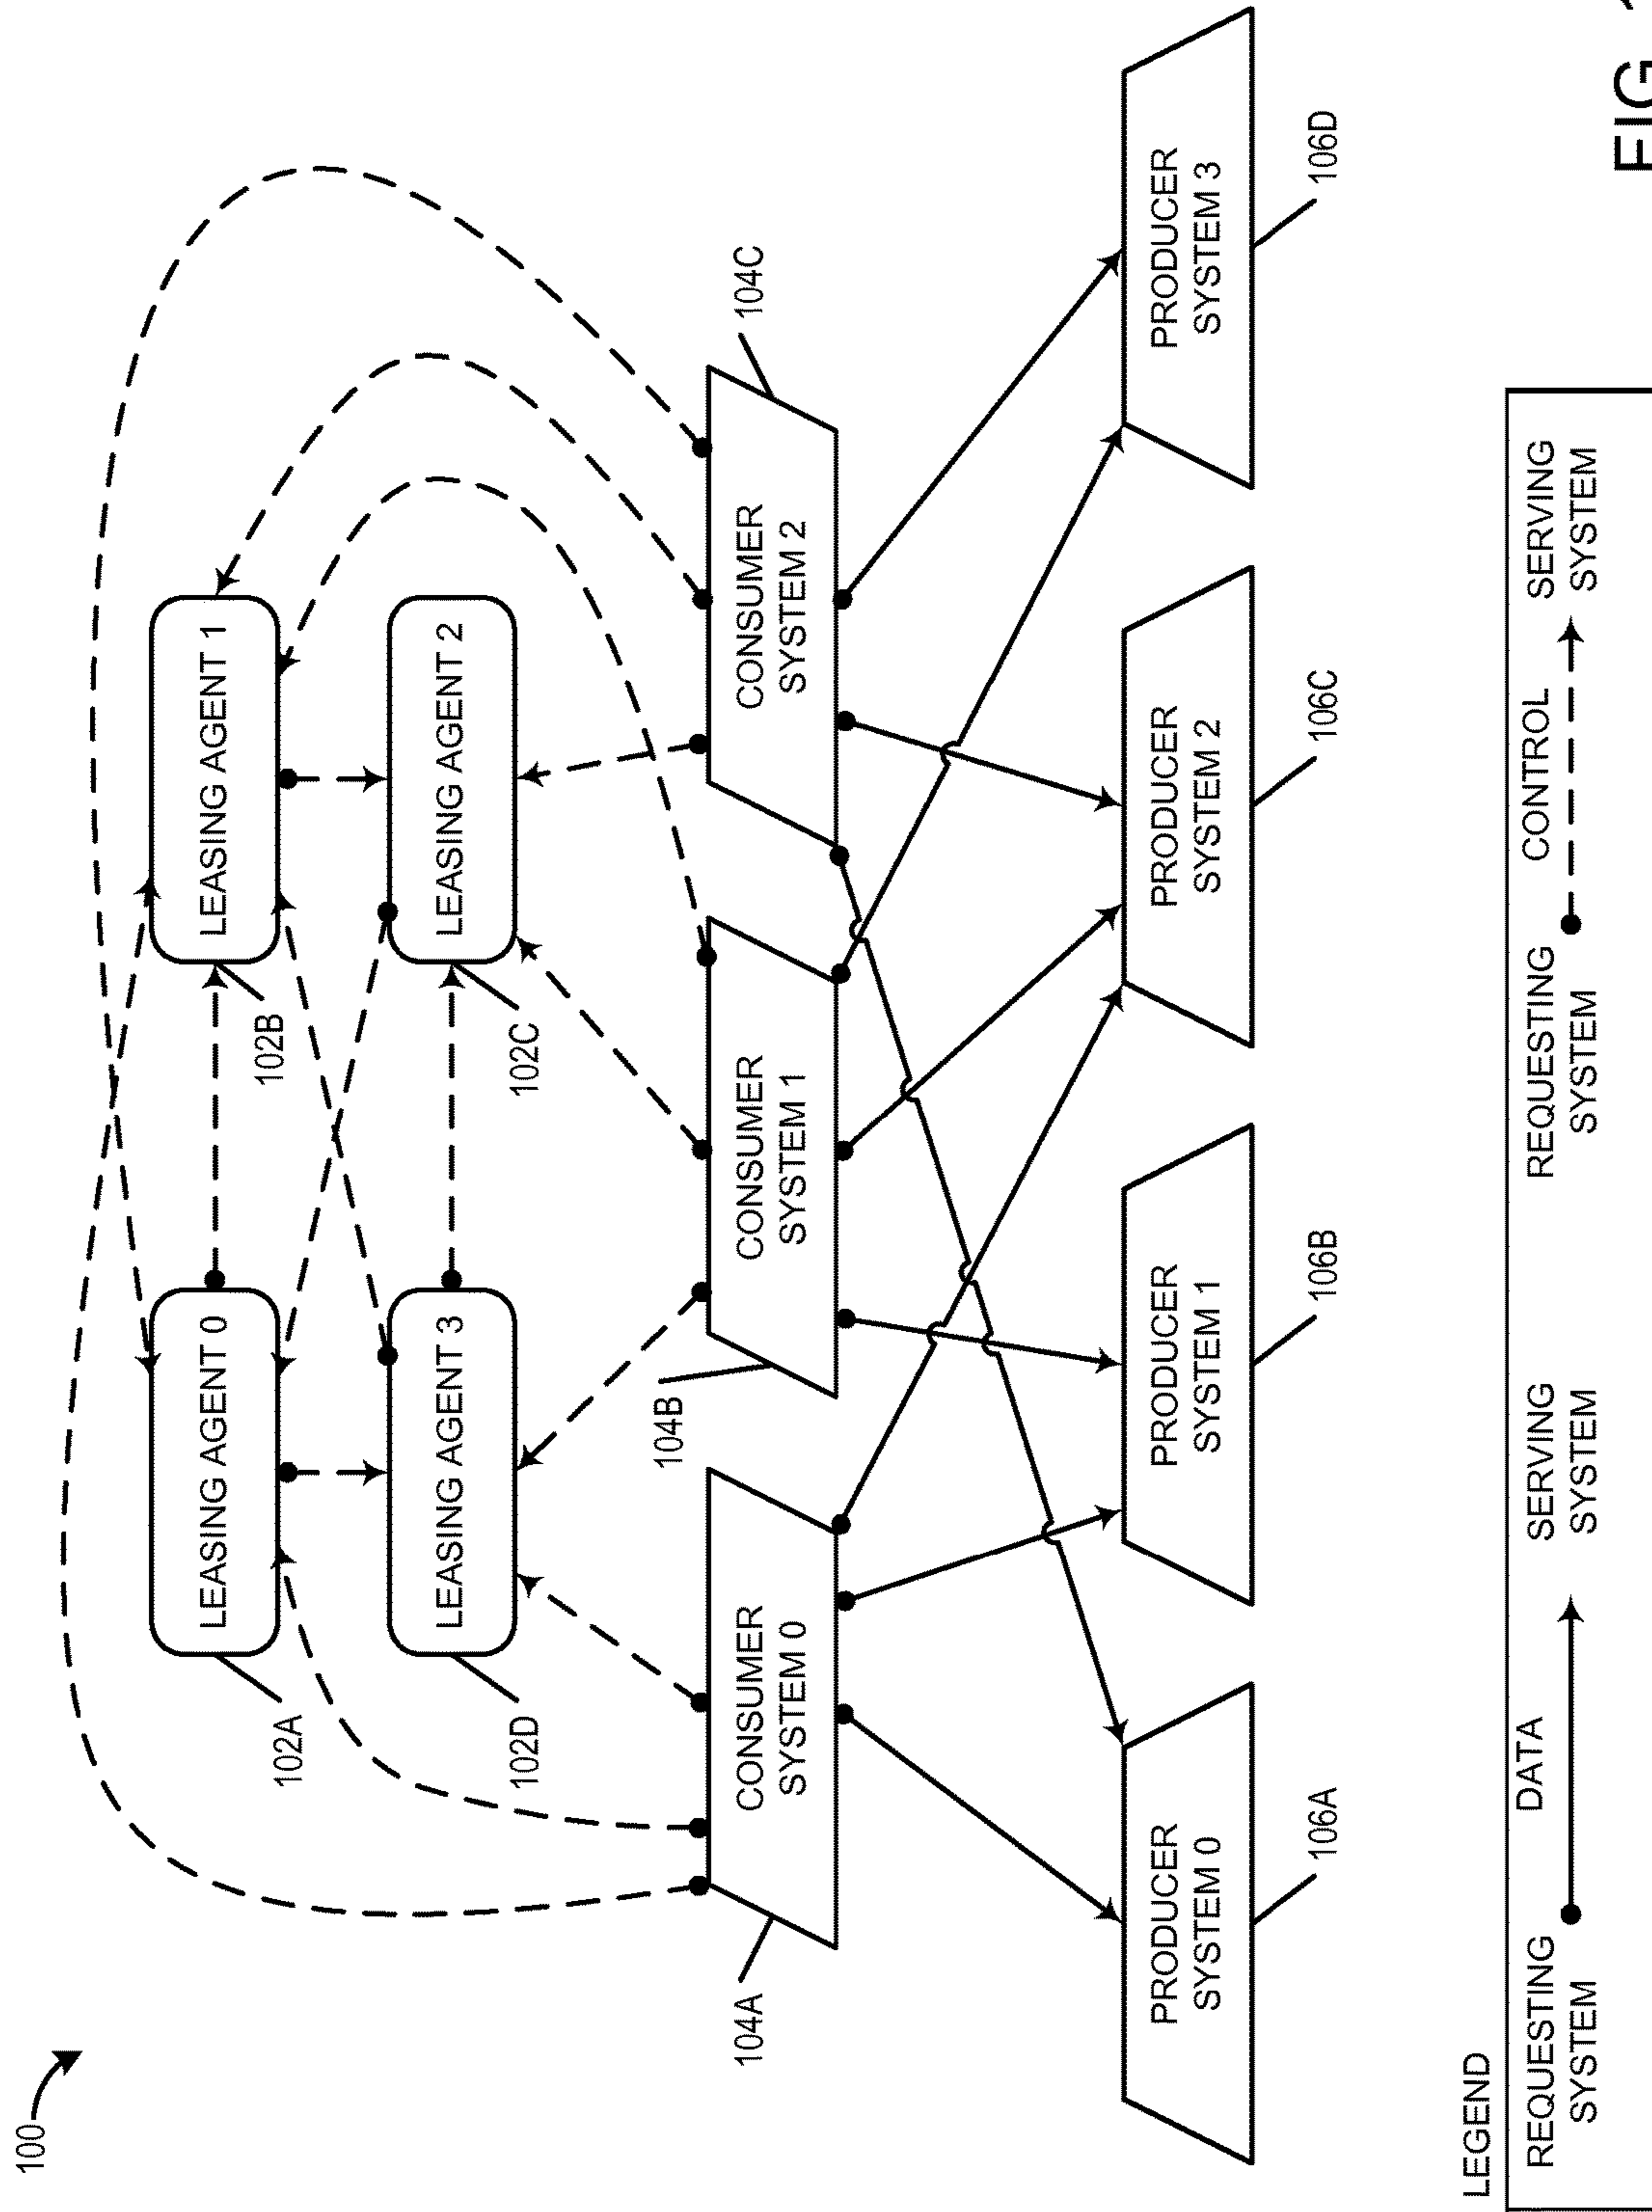 100
LEASING AGENT 0
LEASING AGENT 1
102A
102B
LEASING AGENT 3
LEASING AGENT 2
102D
102C
104A
104B
104C
CONSUMER
SYSTEM 0
CONSUMER
SYSTEM 1
CONSUMER
SYSTEM 2
PRODUCER
SYSTEM 0
PRODUCER
SYSTEM 1
PRODUCER
SYSTEM 2
PRODUCER
SYSTEM 3
106A
106B
106C
106D
LEGEND
REQUESTING
SYSTEM
DATA
SERVING
SYSTEM
REQUESTING
SYSTEM
CONTROL
SERVING
SYSTEM
FIG.